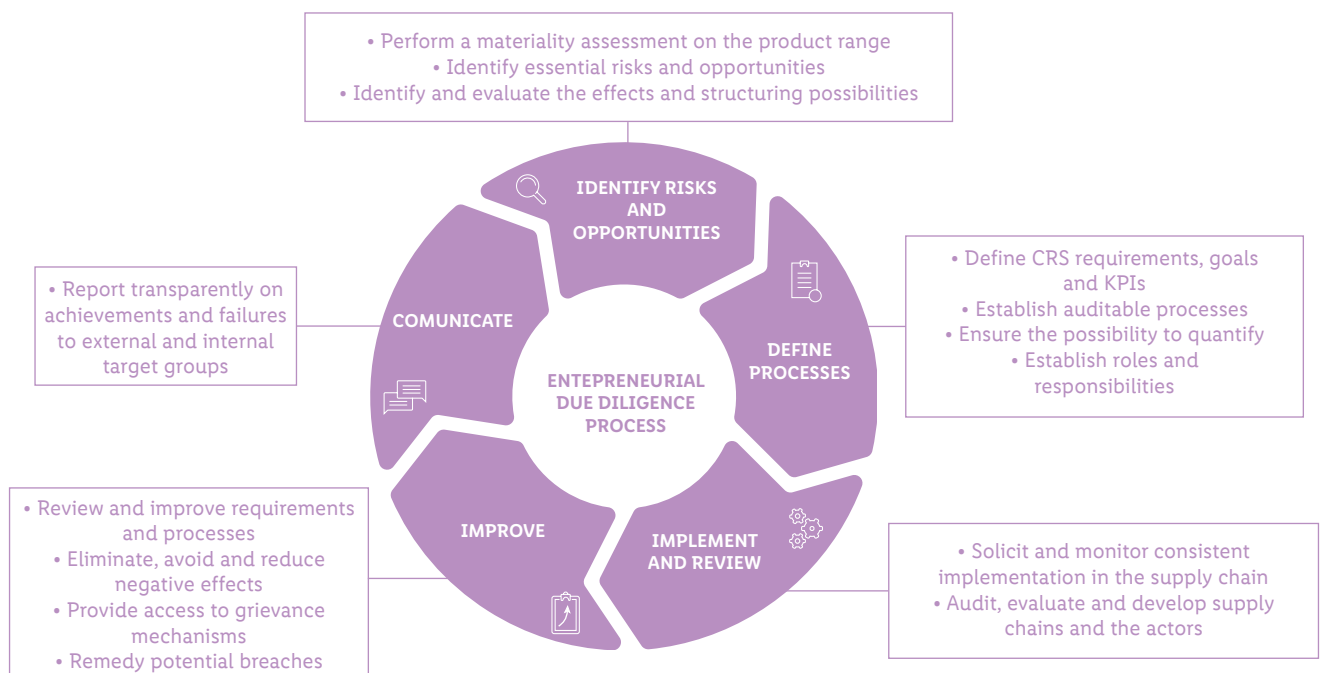 • Perform a materiality assessment on the product range
• Identify essential risks and opportunities
• Identify and evaluate the effects and structuring possibilities
IDENTIFY RISKS
AND
OPPORTUNITIES
• Define CRS requirements, goals
and KPIs
• Establish auditable processes
• Ensure the possibility to quantify
• Establish roles and
responsibilities
DEFINE
PROCESSES
• Report transparently on
achievements and failures
to external and internal
target groups
COMUNICATE
ENTEPRENEURIAL
DUE DILIGENCE
PROCESS
• Review and improve requirements
and processes
• Eliminate, avoid and reduce
negative effects
• Provide access to grievance
mechanisms
• Remedy potential breaches
IMPROVE
IMPLEMENT
AND REVIEW
• Solicit and monitor consistent
implementation in the supply chain
• Audit, evaluate and develop supply
chains and the actors